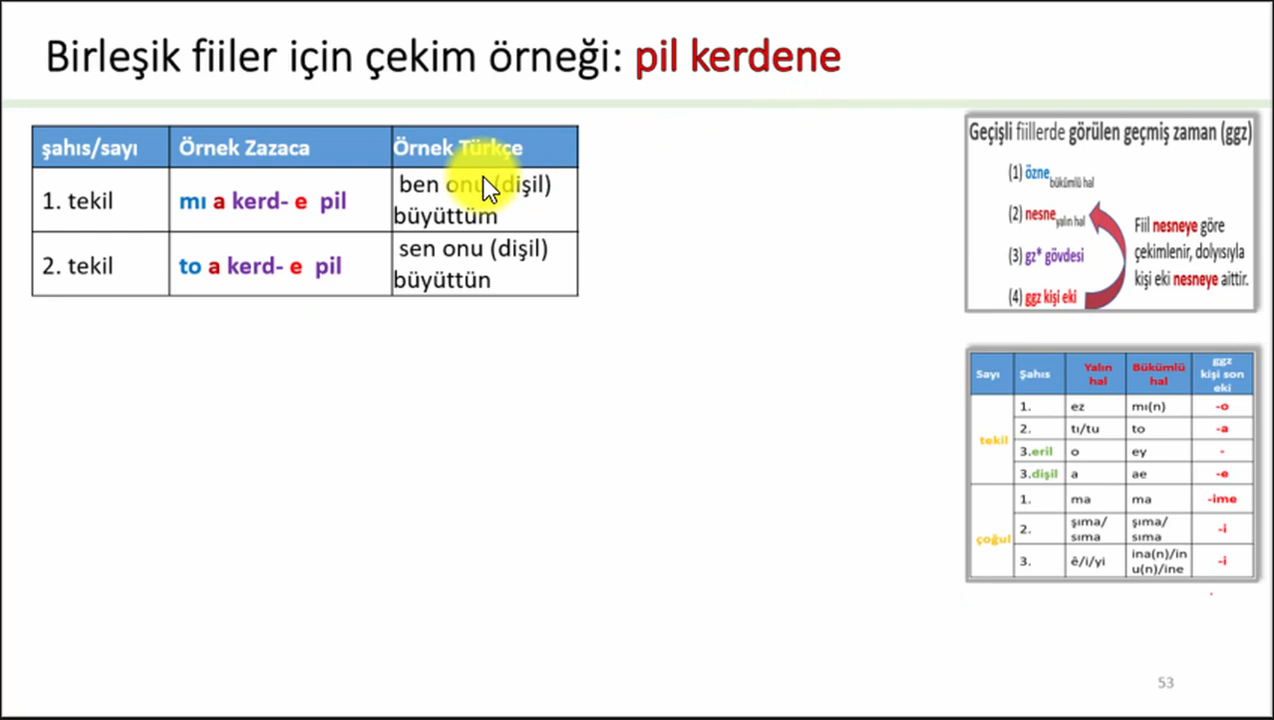 Birleşik fiiler için çekim örneği: pil kerdene
şahıs/sayı Örnek Zazaca Örnek Türkçe
1. tekil mı a kerd- e pil ben onu (dişil) büyüttüm
2. tekil to a kerd- e pil sen onu (dişil) büyüttün
Geçişli fiillerde görülen geçmiş zaman (ggz)
(1) özne bükümlü hal
(2) nesne yalın hal
(3) gz* gövdesi
(4) ggz kişi eki
Fiil nesneye göre
çekimlenir, dolyısıyla
kişi eki nesneye aittir.
Sayı Şahıs Yalın hal Bükümlü hal ggz kişi son eki
tekil
1. ez mı(n) -o
2. tı/tu to -a
3.eril o ey -
3.dişil a ae -e
çoğul
1. ma ma -ime
2. şıma/ sıma şıma/ sıma -i
3. ê/i/yi ina(n)/in u(n)/ine -i
53